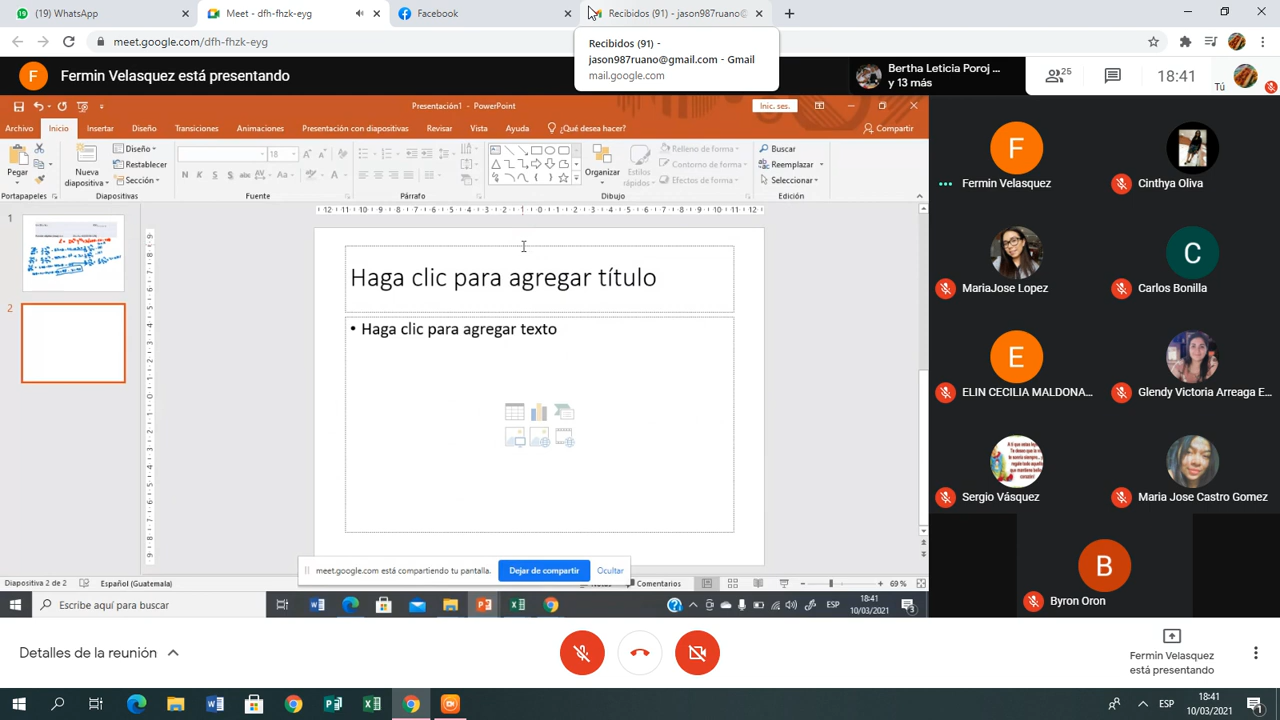 (19) WhatsApp
Meet - dfh-fhzk-eyg
Facebook
Recibidos (91) - jason987ruano@
meet.google.com/dfh-fhzk-eyg
Recibidos (91) -
jason987ruano@gmail.com - Gmail
mail.google.com
F
Fermin Velasquez está presentando
Bertha Leticia Poroj ...
y 13 más
25
18:41
Tú
Presentación1 - PowerPoint
Inic. ses.
Archivo
Inicio
Insertar
Diseño
Transiciones
Animaciones
Presentación con diapositivas
Revisar
Vista
Ayuda
¿Qué desea hacer?
Compartir
Pegar
Nueva
diapositiva
Diseño
Restablecer
Sección
18
N K S S
Organizar
Estilos
rápidos
Relleno de forma
Contorno de forma
Efectos de forma
Buscar
Reemplazar
Seleccionar
Portapapeles
Diapositivas
Fuente
Párrafo
Dibujo
Edición
1
2
Haga clic para agregar título
• Haga clic para agregar texto
meet.google.com está compartiendo tu pantalla.
Dejar de compartir
Ocultar
Diapositiva 2 de 2
Español (Guatemala)
Notas
Comentarios
69 %
Escribe aquí para buscar
ESP
18:41
10/03/2021
3
F
Fermin Velasquez
Cinthya Oliva
MariaJose Lopez
C
Carlos Bonilla
E
ELIN CECILIA MALDONA...
Glendy Victoria Arreaga E...
Sergio Vásquez
Maria Jose Castro Gomez
B
Byron Oron
Detalles de la reunión
Fermin Velasquez
está presentando
ESP
18:41
10/03/2021
1